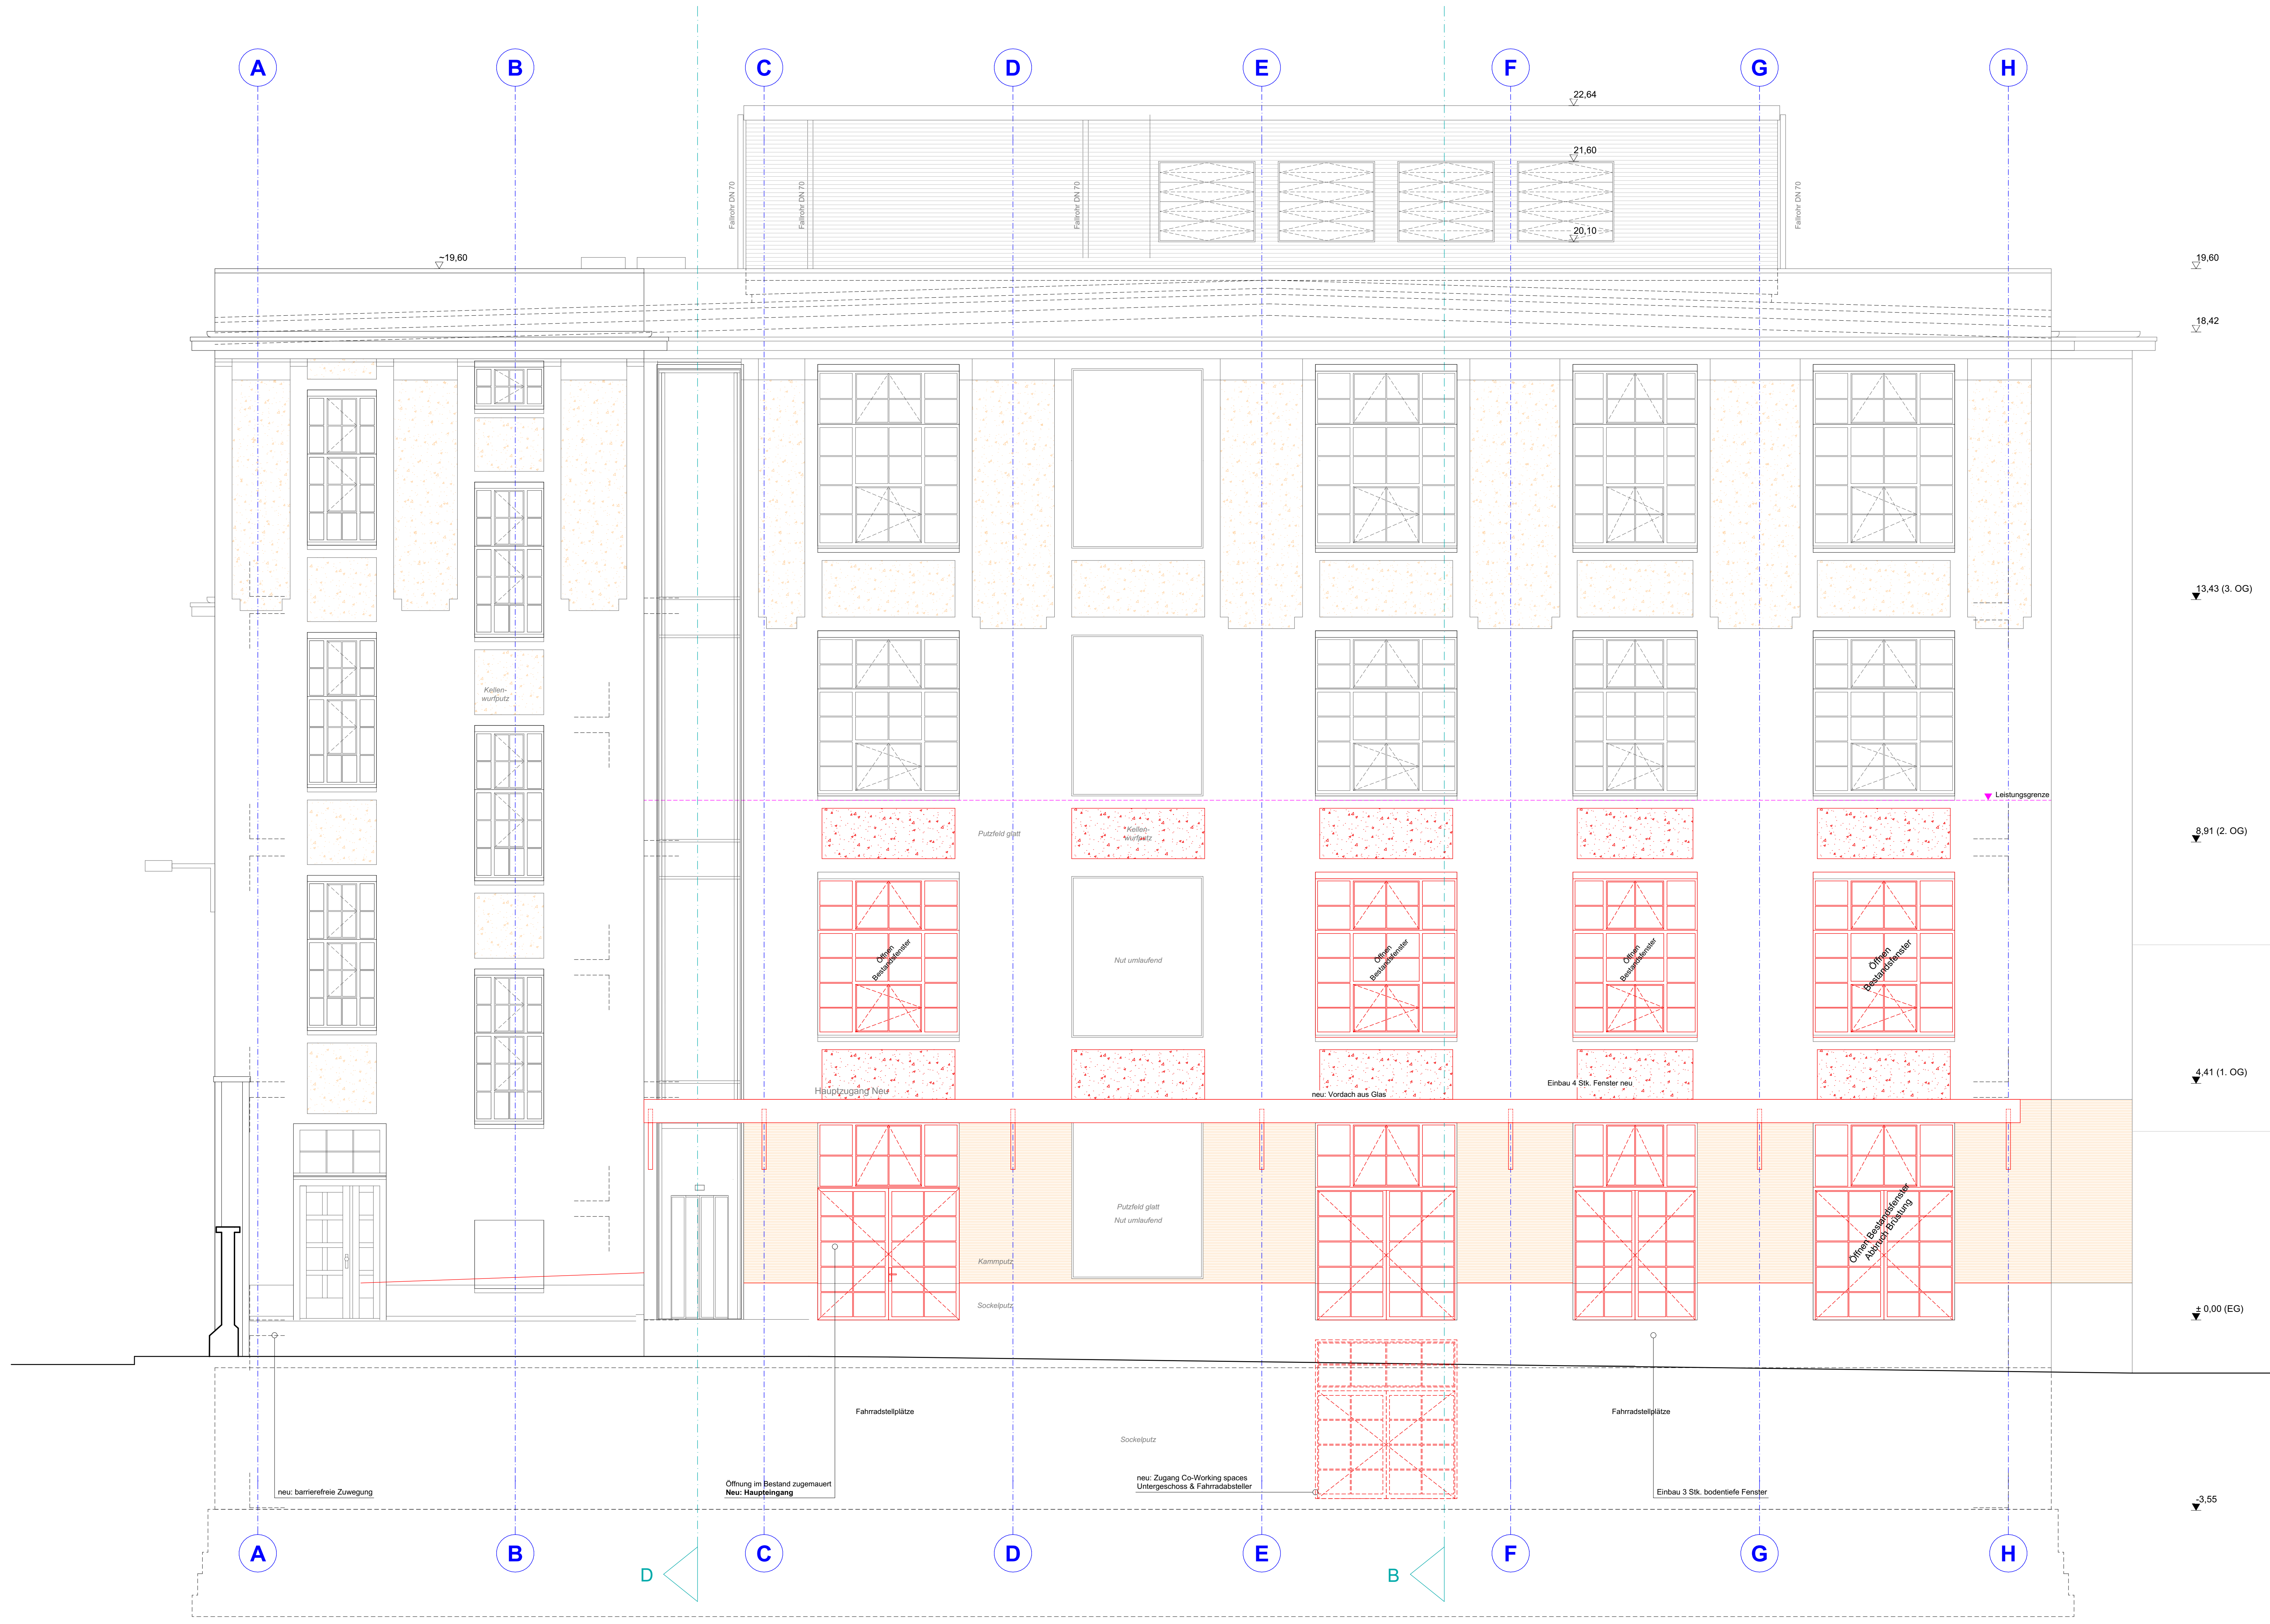 A
B
C
D
E
F
G
H
22,64
21,60
20,10
Fallrohr DN 70
Fallrohr DN 70
Fallrohr DN 70
Fallrohr DN 70
~19,60
19,60
18,42
13,43 (3. OG)
Kellen-
wurfputz
Leistungsgrenze
Putzfeld glatt
Kellen-
wurfputz
8,91 (2. OG)
Öffnen
Bestandsfenster
Öffnen
Bestandsfenster
Öffnen
Bestandsfenster
Öffnen
Bestandsfenster
Nut umlaufend
4,41 (1. OG)
Hauptzugang Neu
neu: Vordach aus Glas
Einbau 4 Stk. Fenster neu
Putzfeld glatt
Nut umlaufend
Öffnen Bestandsfenster
Abbruch Brüstung
Kammputz
Sockelputz
± 0,00 (EG)
Fahrradstellplätze
Fahrradstellplätze
Sockelputz
neu: barrierefreie Zuwegung
Öffnung im Bestand zugemauert
Neu: Haupteingang
neu: Zugang Co-Working spaces
Untergeschoss & Fahrradabsteller
Einbau 3 Stk. bodentiefe Fenster
-3,55
A
B
C
D
E
F
G
H
D
B